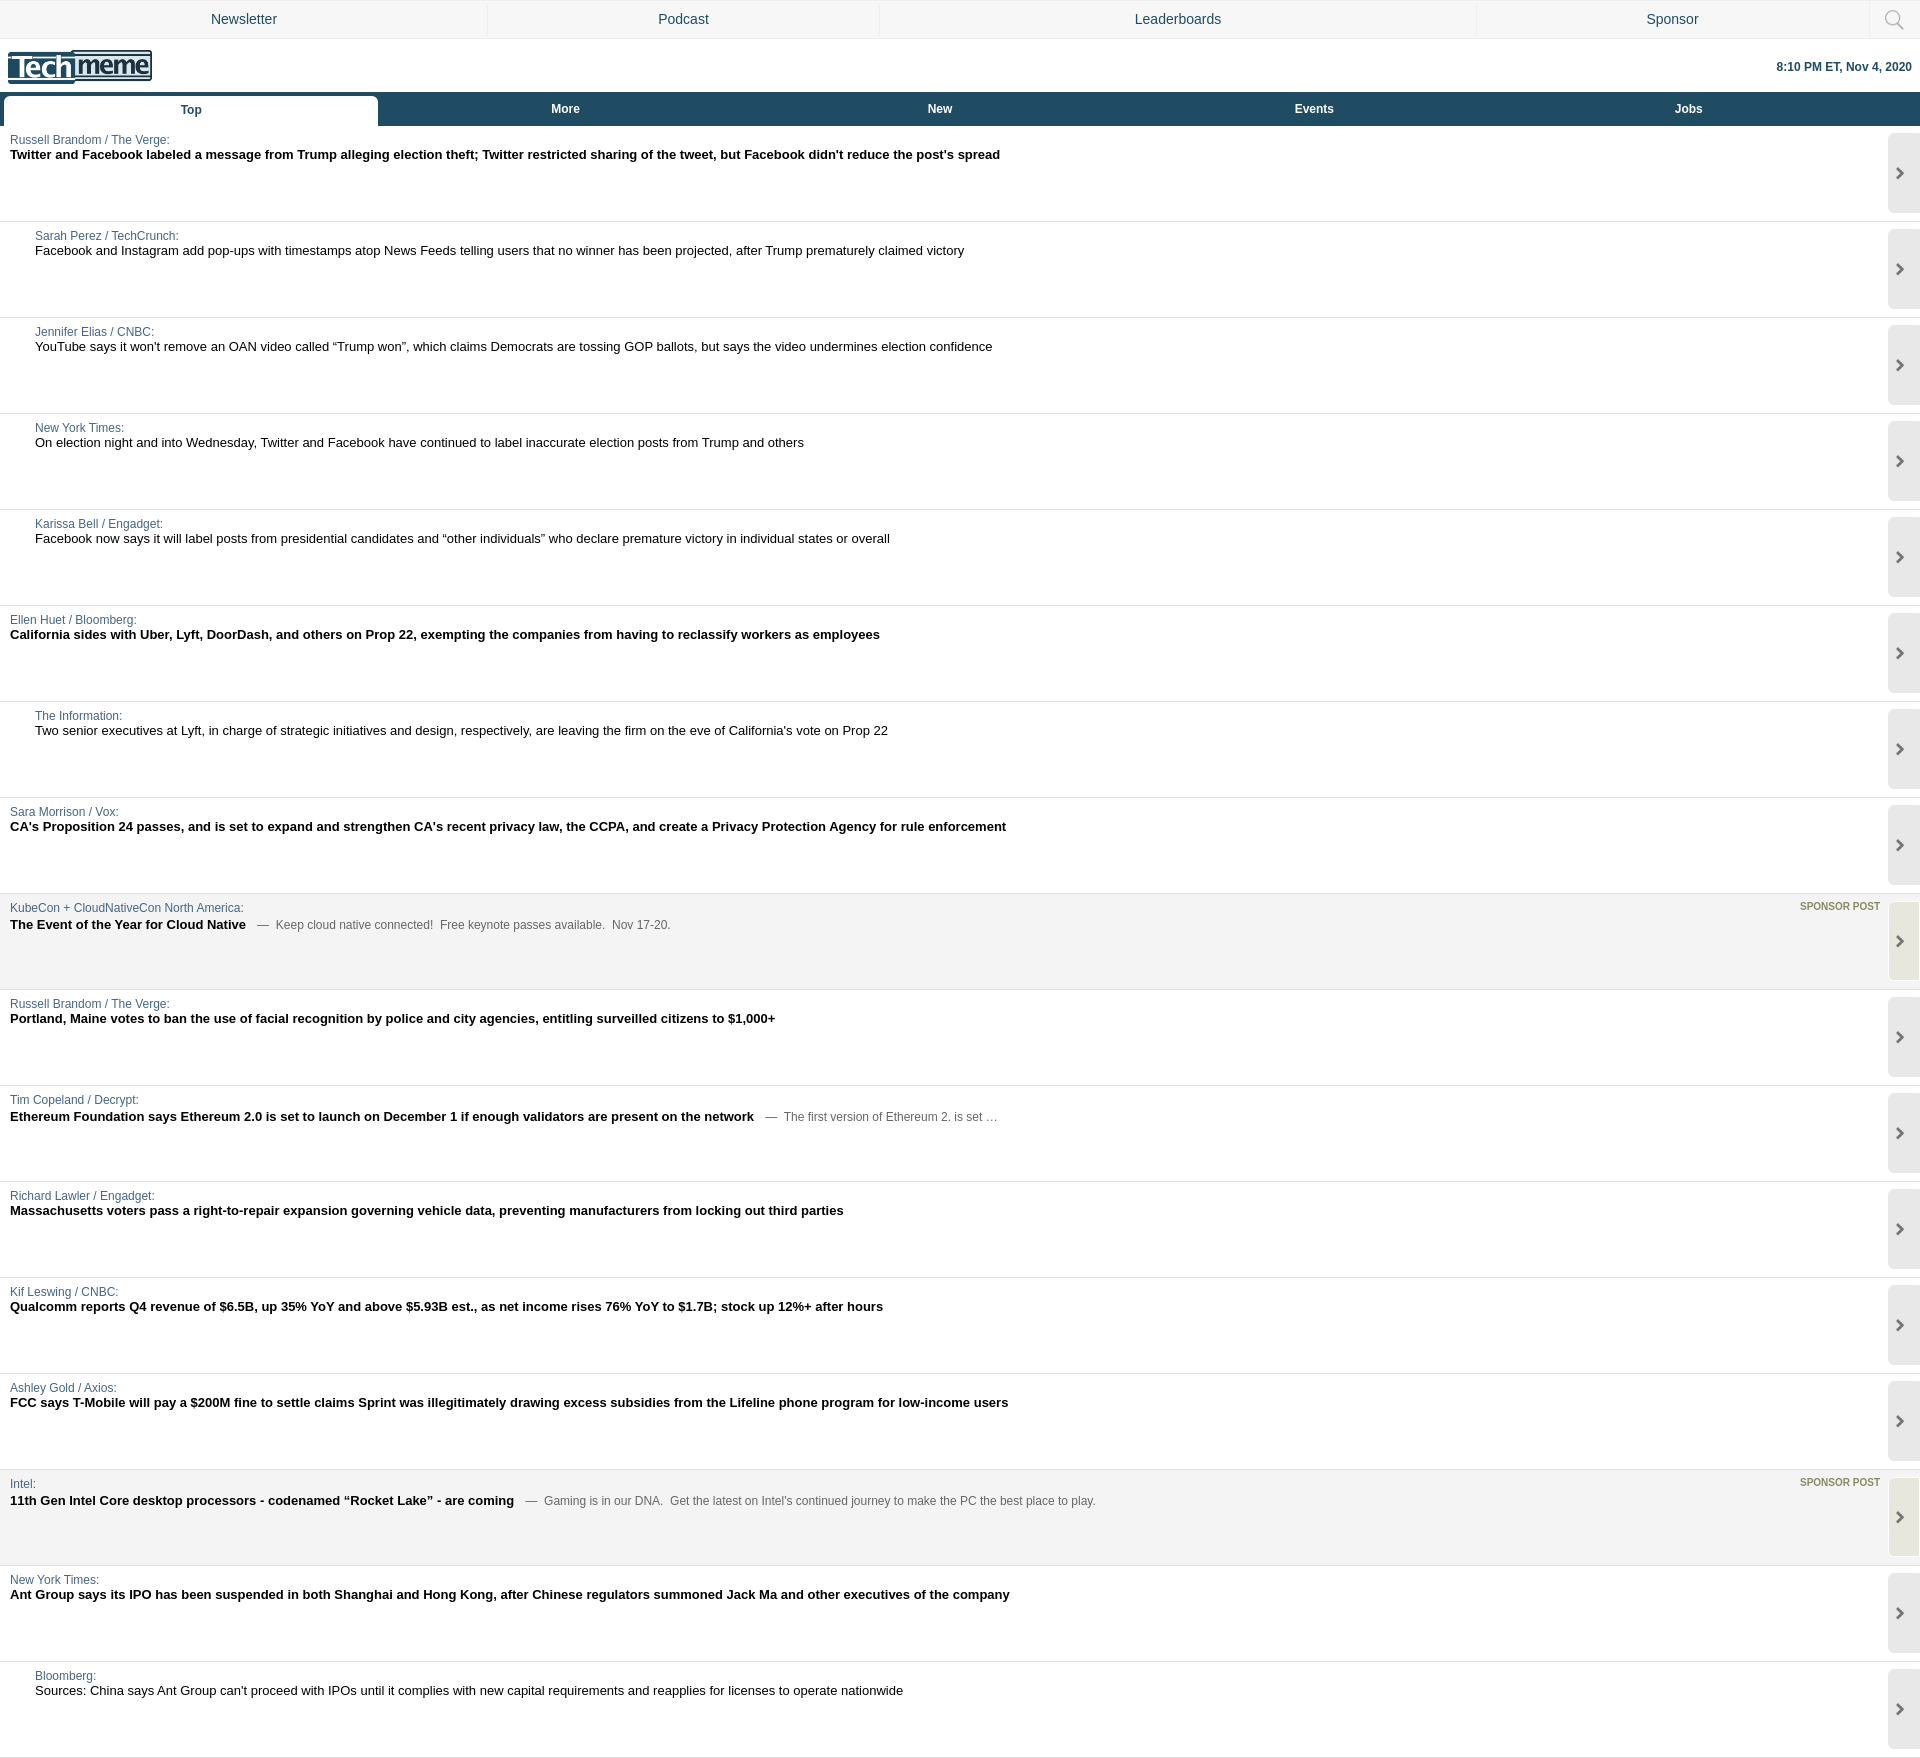 Newsletter
Podcast
Leaderboards
Sponsor
Techmeme
8:10 PM ET, Nov 4, 2020
Top
More
New
Events
Jobs
Russell Brandom / The Verge:
Twitter and Facebook labeled a message from Trump alleging election theft; Twitter restricted sharing of the tweet, but Facebook didn't reduce the post's spread
Sarah Perez / TechCrunch:
Facebook and Instagram add pop-ups with timestamps atop News Feeds telling users that no winner has been projected, after Trump prematurely claimed victory
Jennifer Elias / CNBC:
YouTube says it won't remove an OAN video called “Trump won”, which claims Democrats are tossing GOP ballots, but says the video undermines election confidence
New York Times:
On election night and into Wednesday, Twitter and Facebook have continued to label inaccurate election posts from Trump and others
Karissa Bell / Engadget:
Facebook now says it will label posts from presidential candidates and “other individuals” who declare premature victory in individual states or overall
Ellen Huet / Bloomberg:
California sides with Uber, Lyft, DoorDash, and others on Prop 22, exempting the companies from having to reclassify workers as employees
The Information:
Two senior executives at Lyft, in charge of strategic initiatives and design, respectively, are leaving the firm on the eve of California's vote on Prop 22
Sara Morrison / Vox:
CA's Proposition 24 passes, and is set to expand and strengthen CA's recent privacy law, the CCPA, and create a Privacy Protection Agency for rule enforcement
KubeCon + CloudNativeCon North America:
SPONSOR POST
The Event of the Year for Cloud Native — Keep cloud native connected! Free keynote passes available. Nov 17-20.
Russell Brandom / The Verge:
Portland, Maine votes to ban the use of facial recognition by police and city agencies, entitling surveilled citizens to $1,000+
Tim Copeland / Decrypt:
Ethereum Foundation says Ethereum 2.0 is set to launch on December 1 if enough validators are present on the network — The first version of Ethereum 2. is set …
Richard Lawler / Engadget:
Massachusetts voters pass a right-to-repair expansion governing vehicle data, preventing manufacturers from locking out third parties
Kif Leswing / CNBC:
Qualcomm reports Q4 revenue of $6.5B, up 35% YoY and above $5.93B est., as net income rises 76% YoY to $1.7B; stock up 12%+ after hours
Ashley Gold / Axios:
FCC says T-Mobile will pay a $200M fine to settle claims Sprint was illegitimately drawing excess subsidies from the Lifeline phone program for low-income users
Intel:
SPONSOR POST
11th Gen Intel Core desktop processors - codenamed “Rocket Lake” - are coming — Gaming is in our DNA. Get the latest on Intel's continued journey to make the PC the best place to play.
New York Times:
Ant Group says its IPO has been suspended in both Shanghai and Hong Kong, after Chinese regulators summoned Jack Ma and other executives of the company
Bloomberg:
Sources: China says Ant Group can't proceed with IPOs until it complies with new capital requirements and reapplies for licenses to operate nationwide